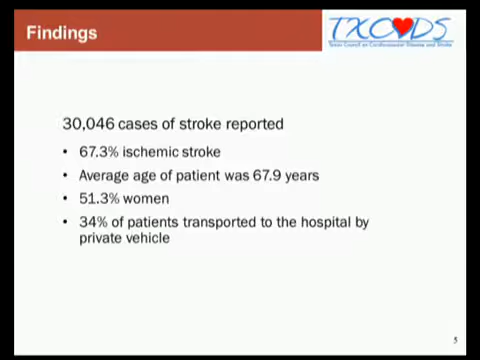 Findings
TXCVDS
Texas Council on Cardiovascular Disease and Stroke
30,046 cases of stroke reported
• 67.3% ischemic stroke
• Average age of patient was 67.9 years
• 51.3% women
• 34% of patients transported to the hospital by
private vehicle
5